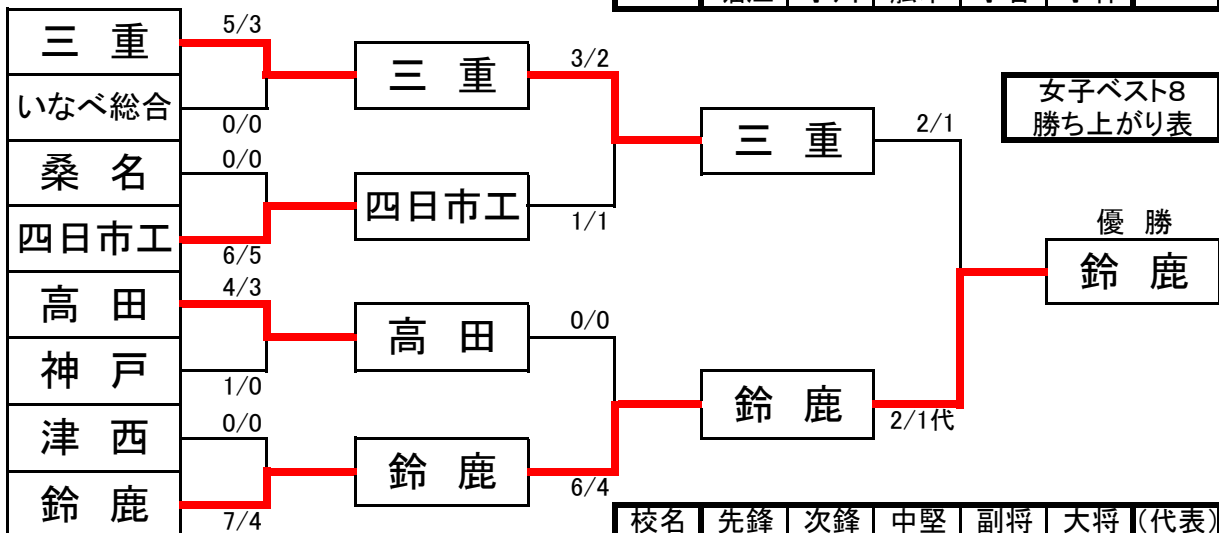 三 重
いなべ総合
桑 名
四日市工
高 田
神 戸
津 西
鈴 鹿
5/3
0/0
0/0
6/5
4/3
1/0
0/0
7/4
三 重
四日市工
高 田
鈴 鹿
3/2
1/1
0/0
6/4
三 重
鈴 鹿
2/1
2/1代
女子ベスト8
勝ち上がり表
優 勝
鈴 鹿
校名 先鋒 次鋒 中堅 副将 大将 (代表)